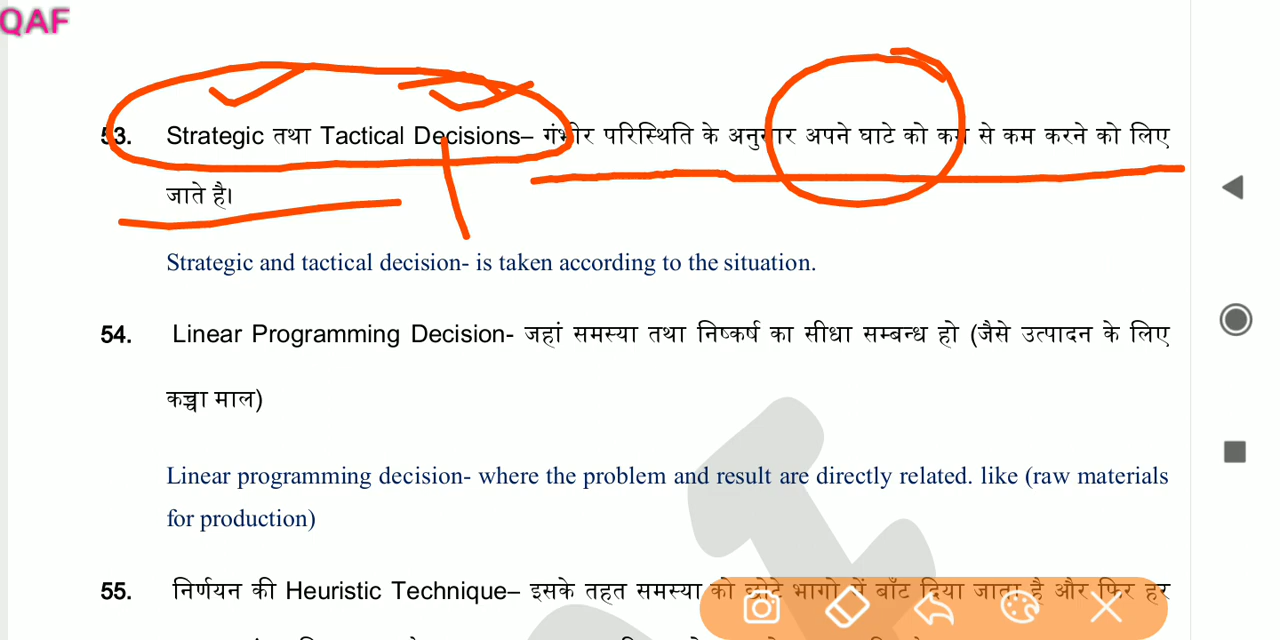 QAF
53. Strategic तथा Tactical Decisions– गंभीर परिस्थिति के अनुसार अपने घाटे को कम से कम करने को लिए
जाते है।
Strategic and tactical decision- is taken according to the situation.
54. Linear Programming Decision- जहां समस्या तथा निष्कर्ष का सीधा सम्बन्ध हो (जैसे उत्पादन के लिए
कच्चा माल)
Linear programming decision- where the problem and result are directly related. like (raw materials
for production)
55. निर्णयन की Heuristic Technique– इसके तहत समस्या को छोटे भागो में बाँट दिया जाता है और फिर हर